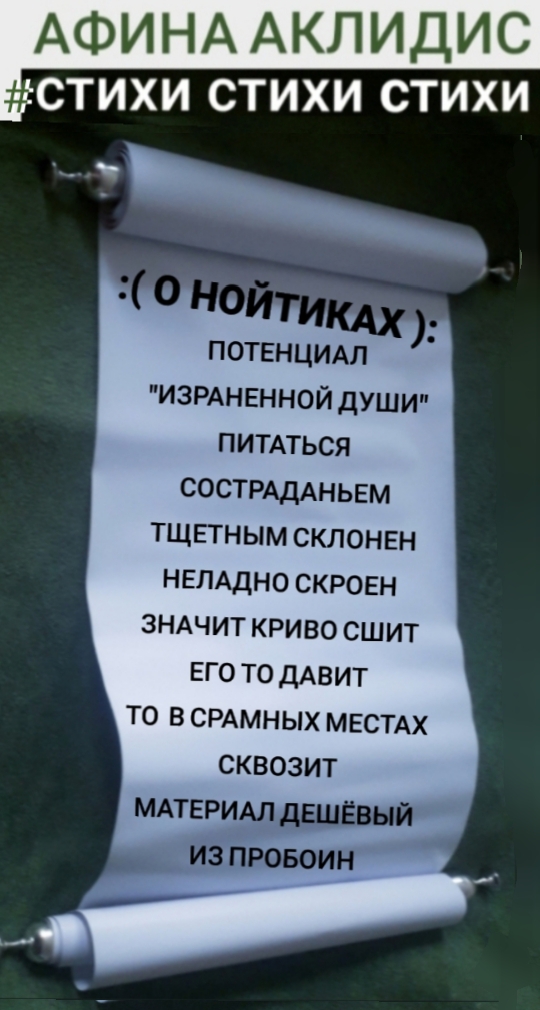 АФИНА АКЛИДИС
#СТИХИ СТИХИ СТИХИ
:( О НОЙТИКАХ ):
ПОТЕНЦИАЛ
"ИЗРАНЕННОЙ ДУШИ"
ПИТАТЬСЯ
СОСТРАДАНЬЕМ
ТЩЕТНЫМ СКЛОНЕН
НЕЛАДНО СКРОЕН
ЗНАЧИТ КРИВО СШИТ
ЕГО ТО ДАВИТ
ТО В СРАМНЫХ МЕСТАХ
СКВОЗИТ
МАТЕРИАЛ ДЕШЁВЫЙ
ИЗ ПРОБОИН